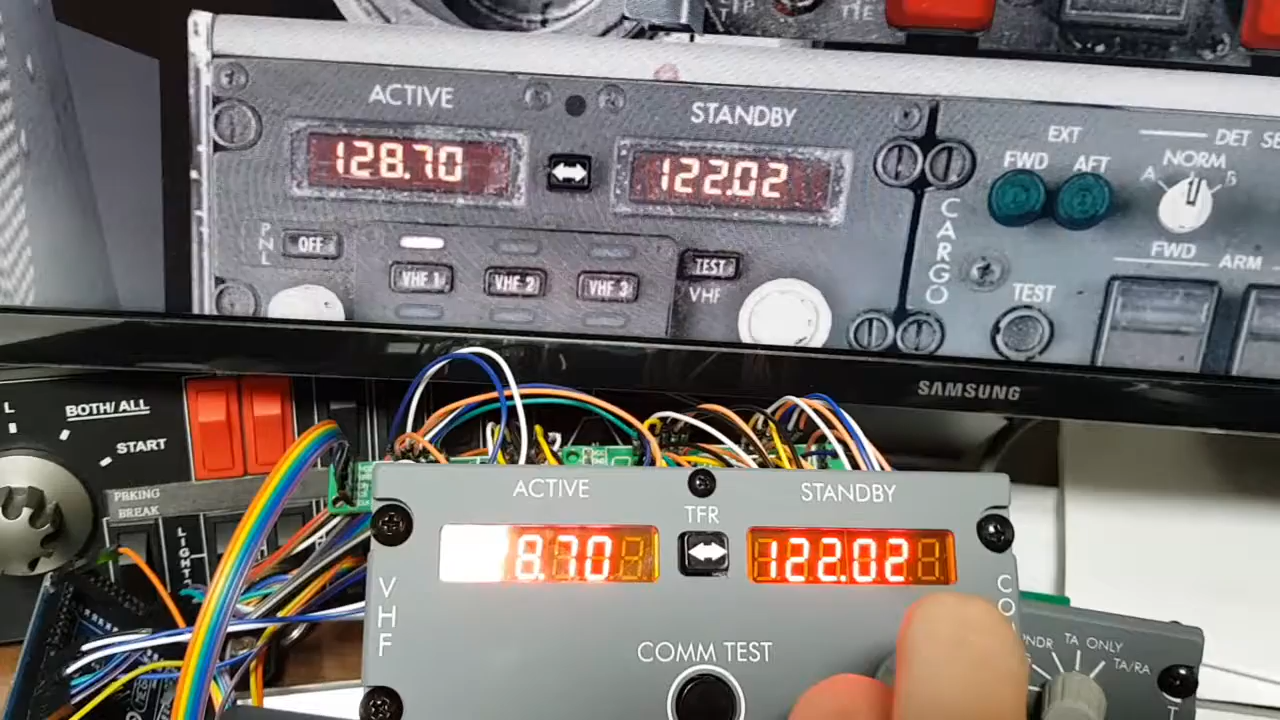 ACTIVE
STANDBY
128.70
122.02
EXT
FWD
AFT
DET
NORM
A
B
PNL
OFF
VHF 1
VHF 2
VHF 3
TEST
VHF
CARGO
FWD
ARM
TEST
SAMSUNG
L
BOTH/ ALL
START
PRKING
BREAK
LIGHT
ACTIVE
STANDBY
TFR
8.70
122.02
VHF
COMM TEST
TA ONLY
TA/RA